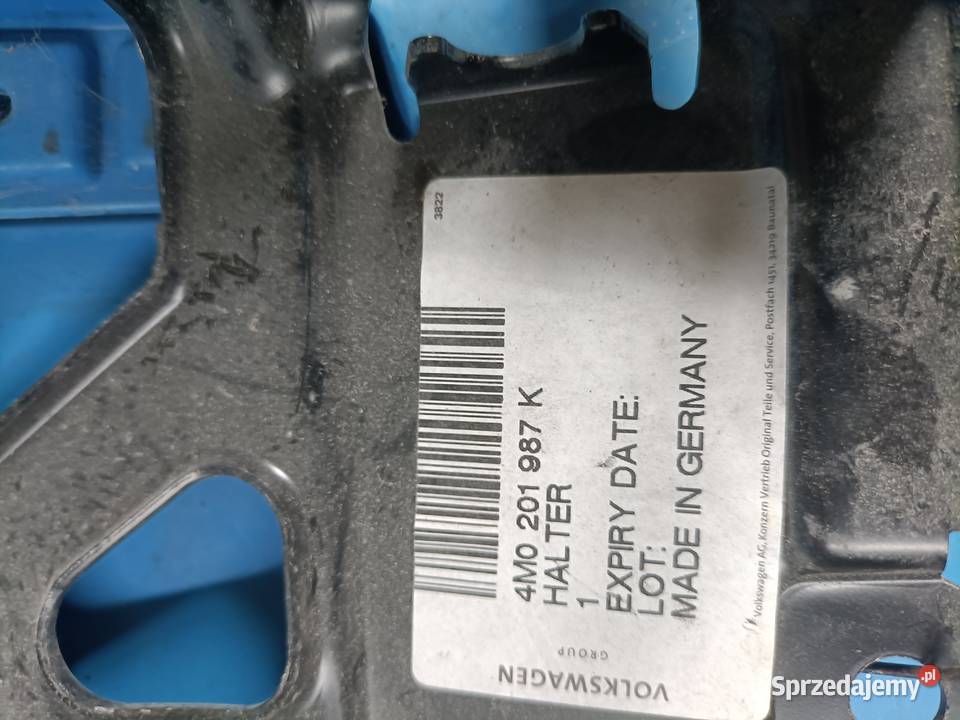 VOLKSWAGEN
GROUP
3822
4M0 201 987 K
HALTER
1
EXPIRY DATE:
LOT:
MADE IN GERMANY
Volkswagen AG, Konzern Vertrieb Original Teile und Service, Postfach 1451, 34219 Baunatal
Sprzedajemy.pl